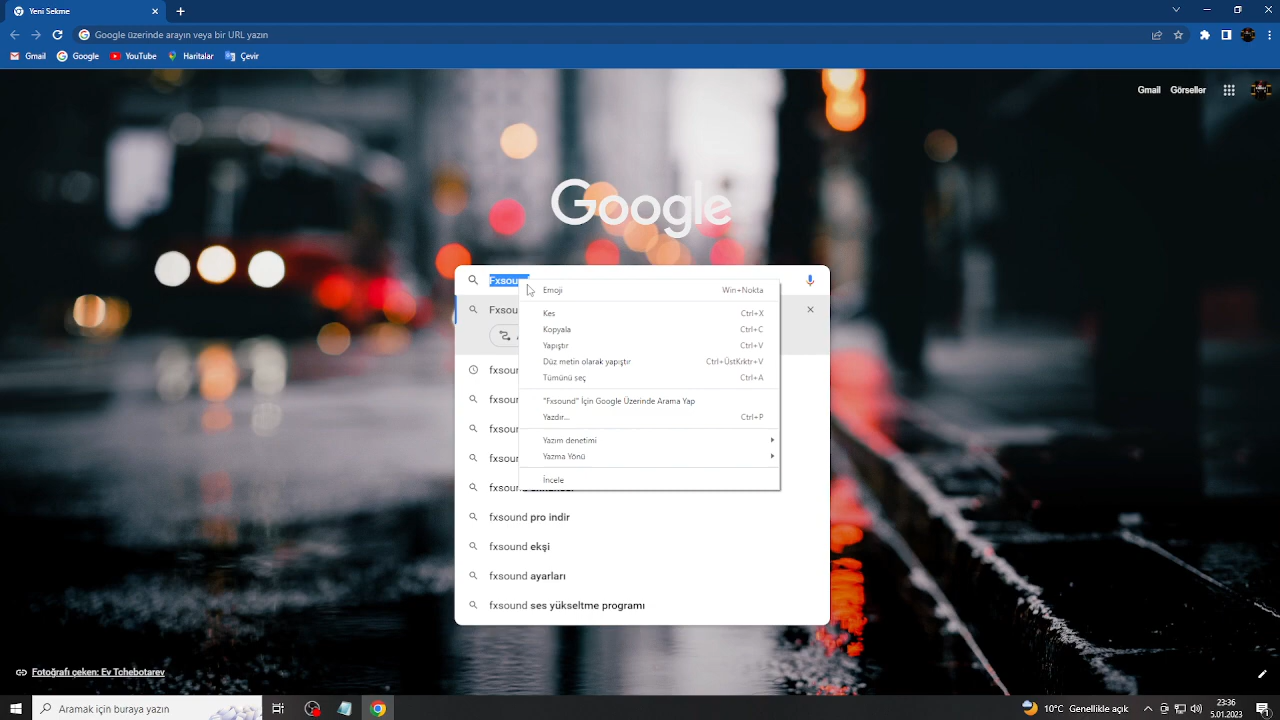 Yeni Sekme
Google üzerinde arayın veya bir URL yazın
Gmail
Google
YouTube
Haritalar
Çevir
Gmail
Görseller
Google
Fxsound
Fxsou
Emoji Win+Nokta
Kes Ctrl+X
Kopyala Ctrl+C
Yapıştır Ctrl+V
Düz metin olarak yapıştır Ctrl+ÜstKrktr+V
Tümünü seç Ctrl+A
"Fxsound" İçin Google Üzerinde Arama Yap
Yazdır... Ctrl+P
Yazım denetimi
Yazma Yönü
İncele
fxsoun
fxsoun
fxsoun
fxsoun
fxsound
fxsound pro indir
fxsound ekşi
fxsound ayarları
fxsound ses yükseltme programı
Fotoğrafı çeken: Ev Tchebotarev
Aramak için buraya yazın
10°C Genellikle açık
23:36
5.01.2023